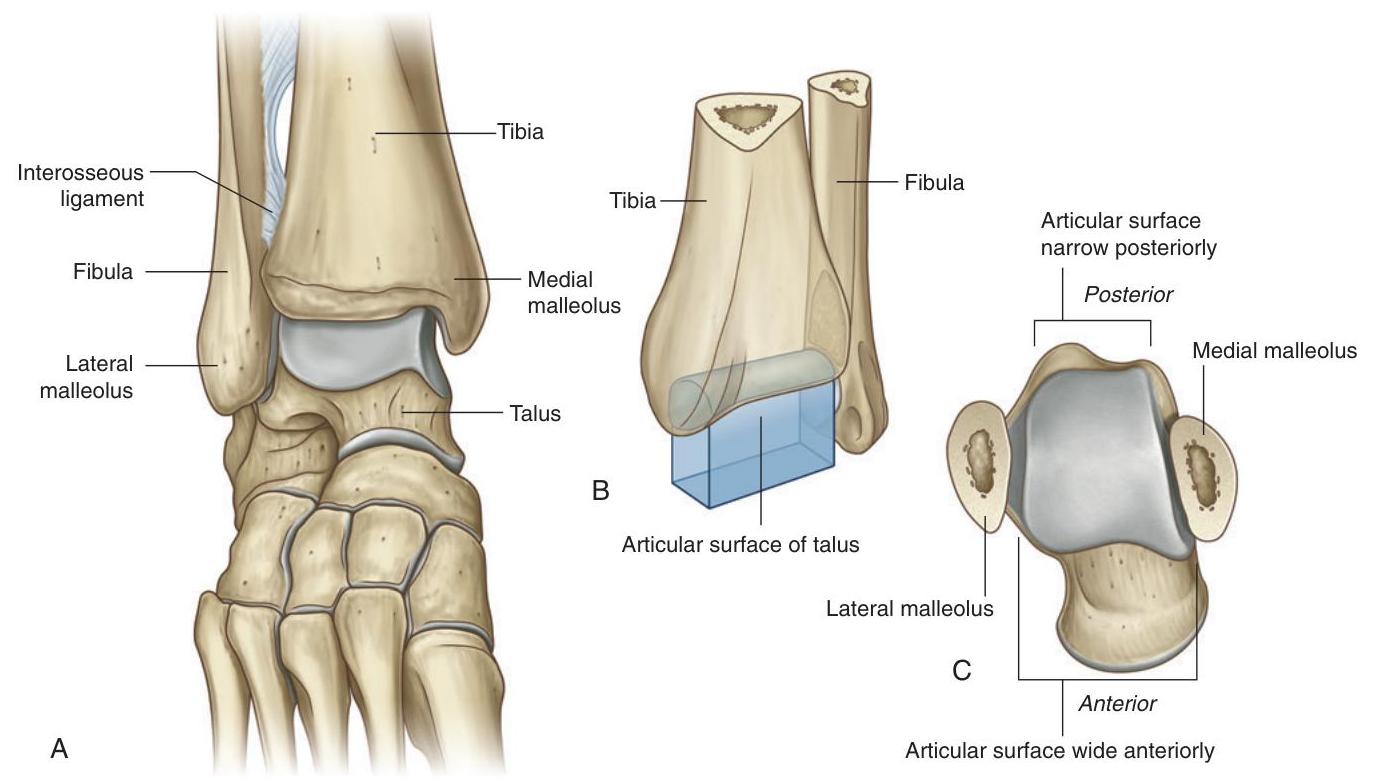 Tibia
Interosseous
ligament
Fibula
Medial
malleolus
Lateral
malleolus
Talus
A
Tibia
Fibula
B
Articular surface of talus
Articular surface
narrow posteriorly
Posterior
Medial malleolus
Lateral malleolus
C
Anterior
Articular surface wide anteriorly